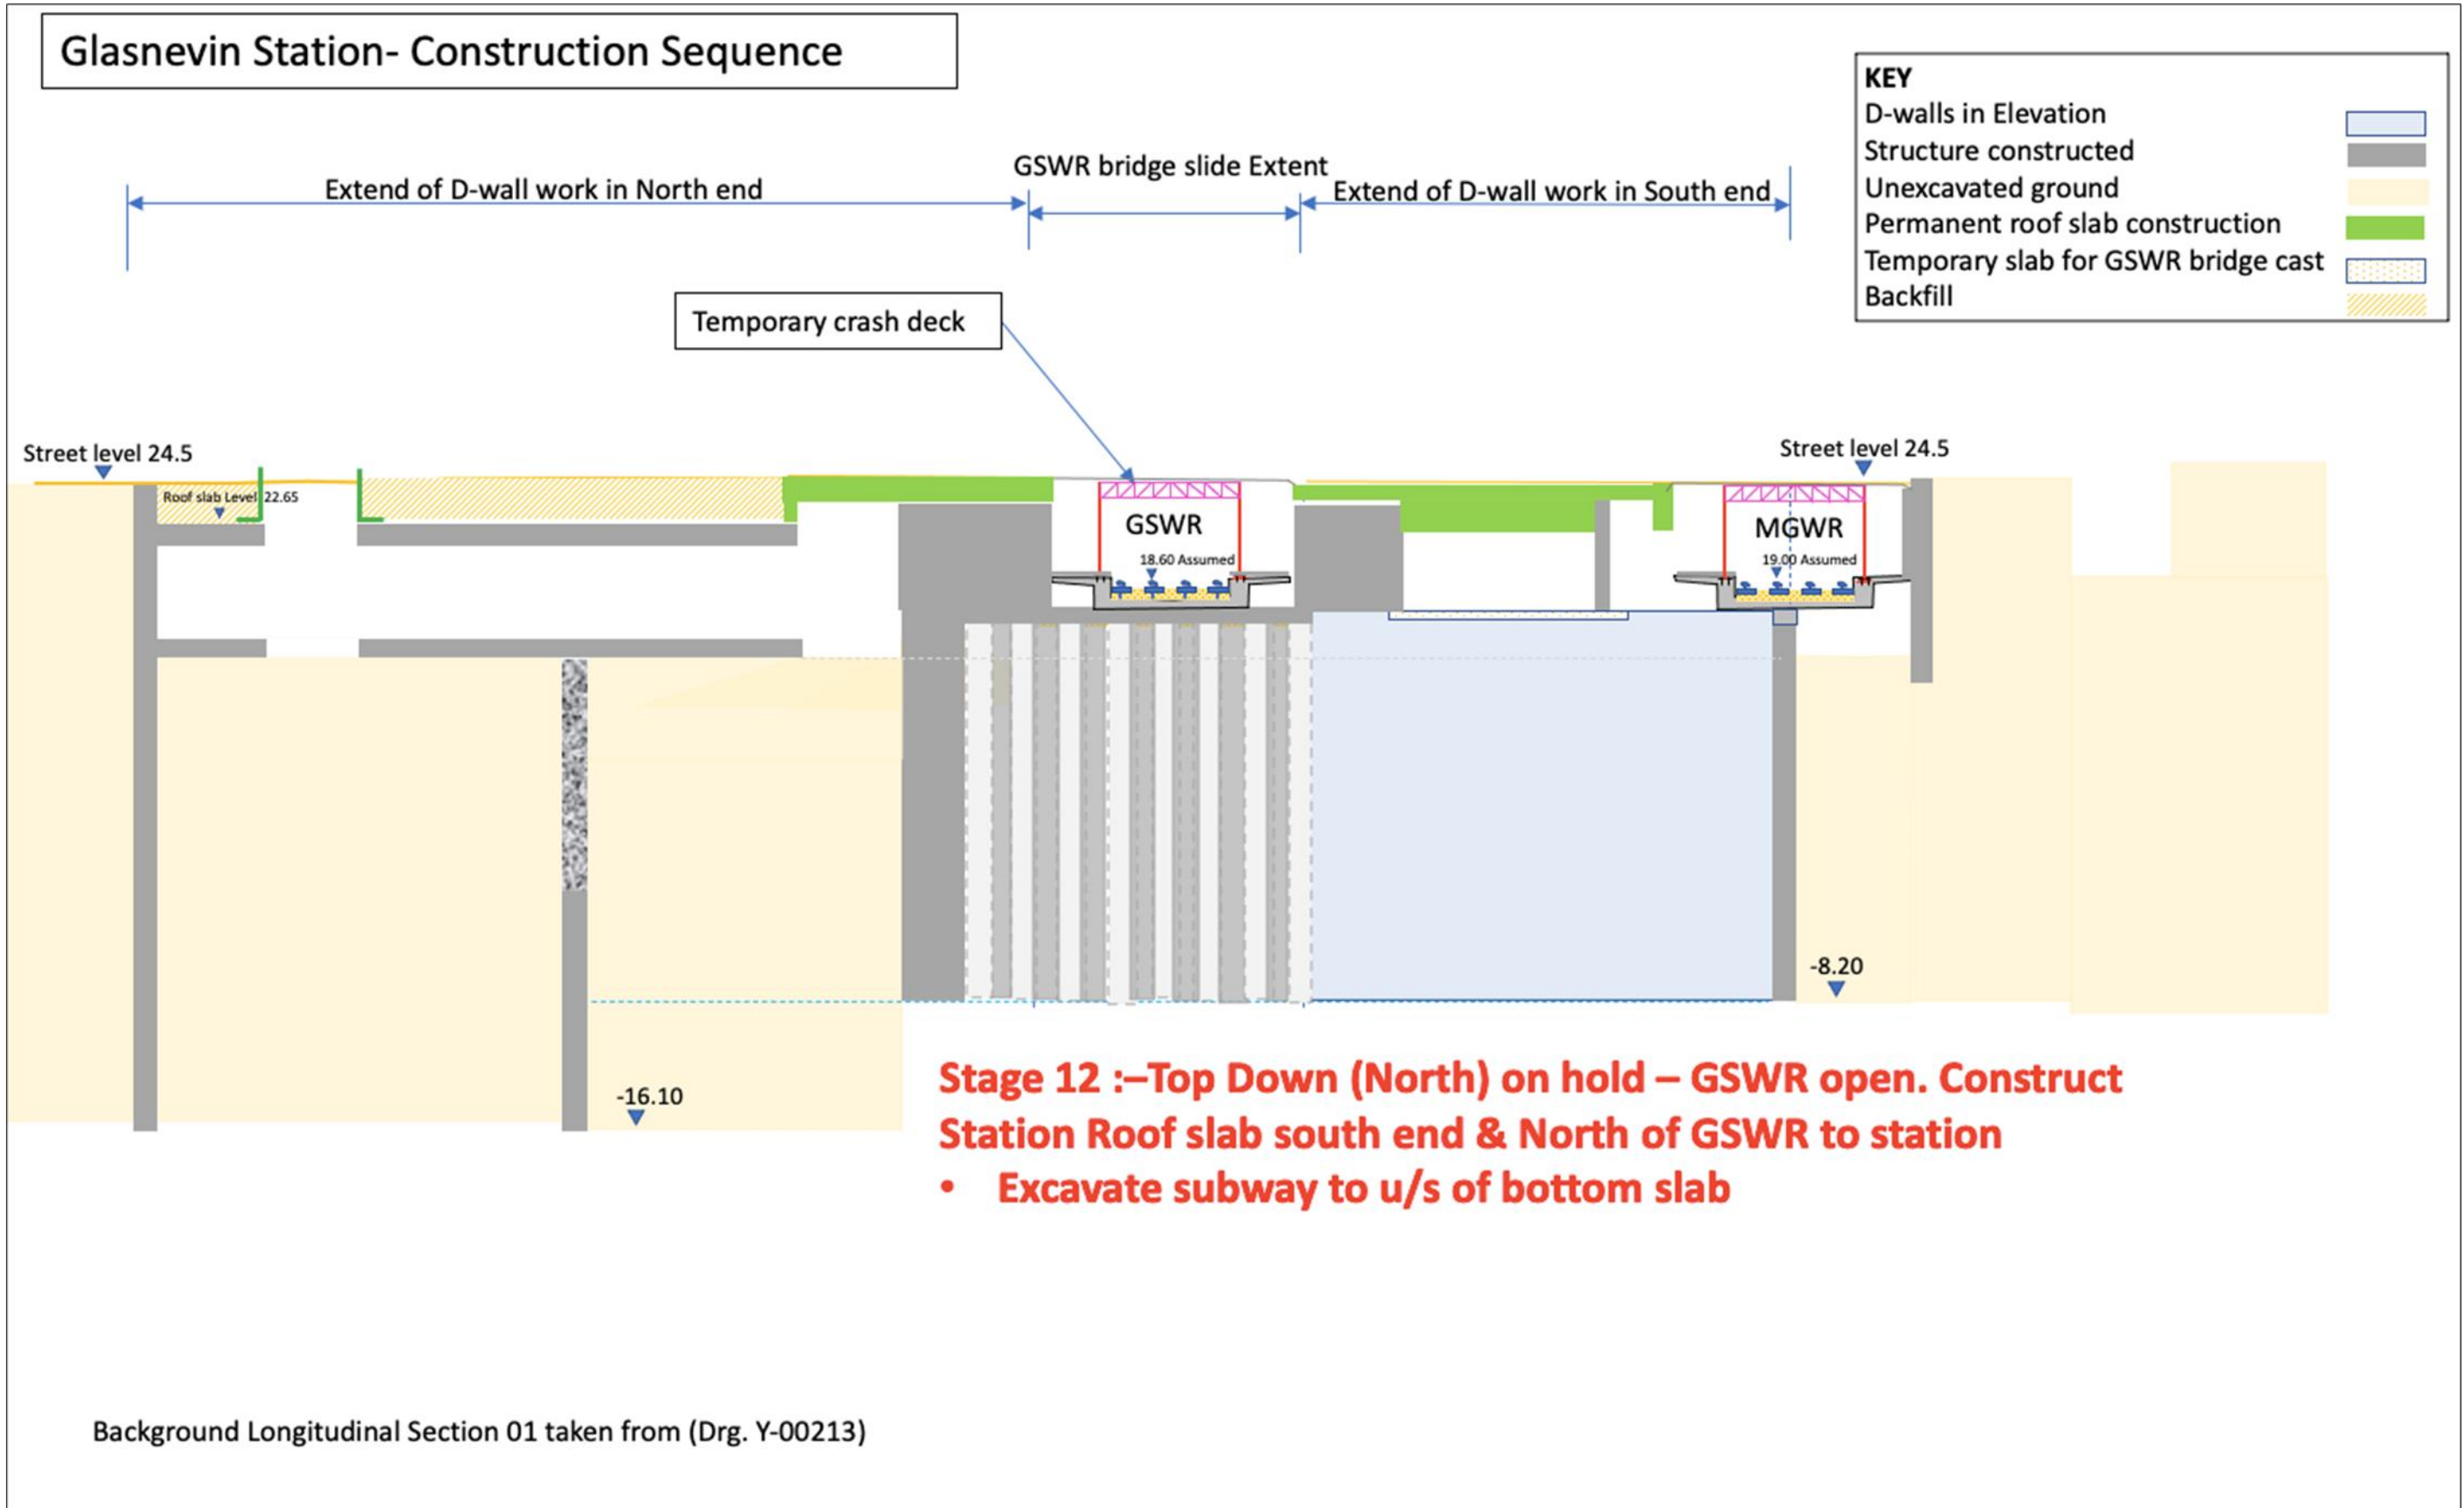 Glasnevin Station- Construction Sequence
KEY
D-walls in Elevation
Structure constructed
Unexcavated ground
Permanent roof slab construction
Temporary slab for GSWR bridge cast
Backfill
Extend of D-wall work in North end
GSWR bridge slide Extent
Extend of D-wall work in South end
Temporary crash deck
Street level 24.5
Street level 24.5
Roof slab Level 22.65
GSWR
18.60 Assumed
MGWR
19.00 Assumed
-8.20
-16.10
Stage 12 :–Top Down (North) on hold – GSWR open. Construct
Station Roof slab south end & North of GSWR to station
• Excavate subway to u/s of bottom slab
Background Longitudinal Section 01 taken from (Drg. Y-00213)